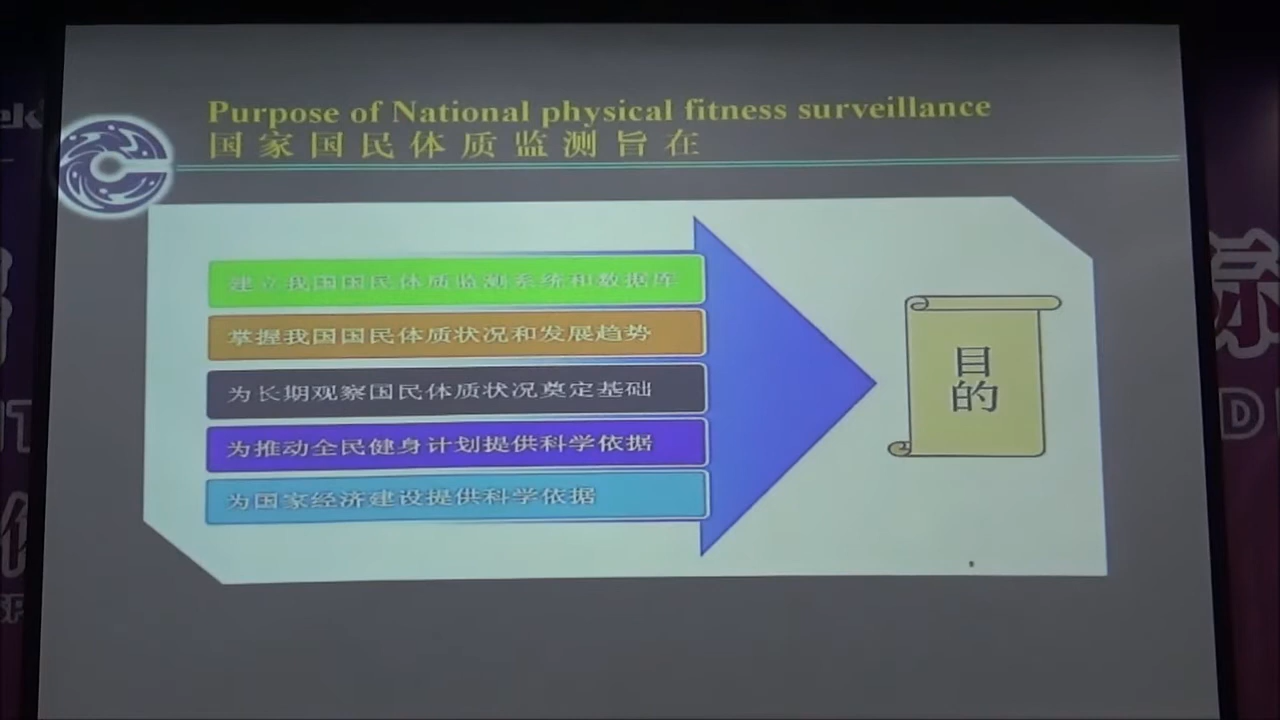 Purpose of National physical fitness surveillance
国家国民体质监测旨在
建立我国国民体质监测系统和数据库
掌握我国国民体质状况和发展趋势
为长期观察国民体质状况奠定基础
为推动全民健身计划提供科学依据
为国家经济建设提供科学依据
目
的